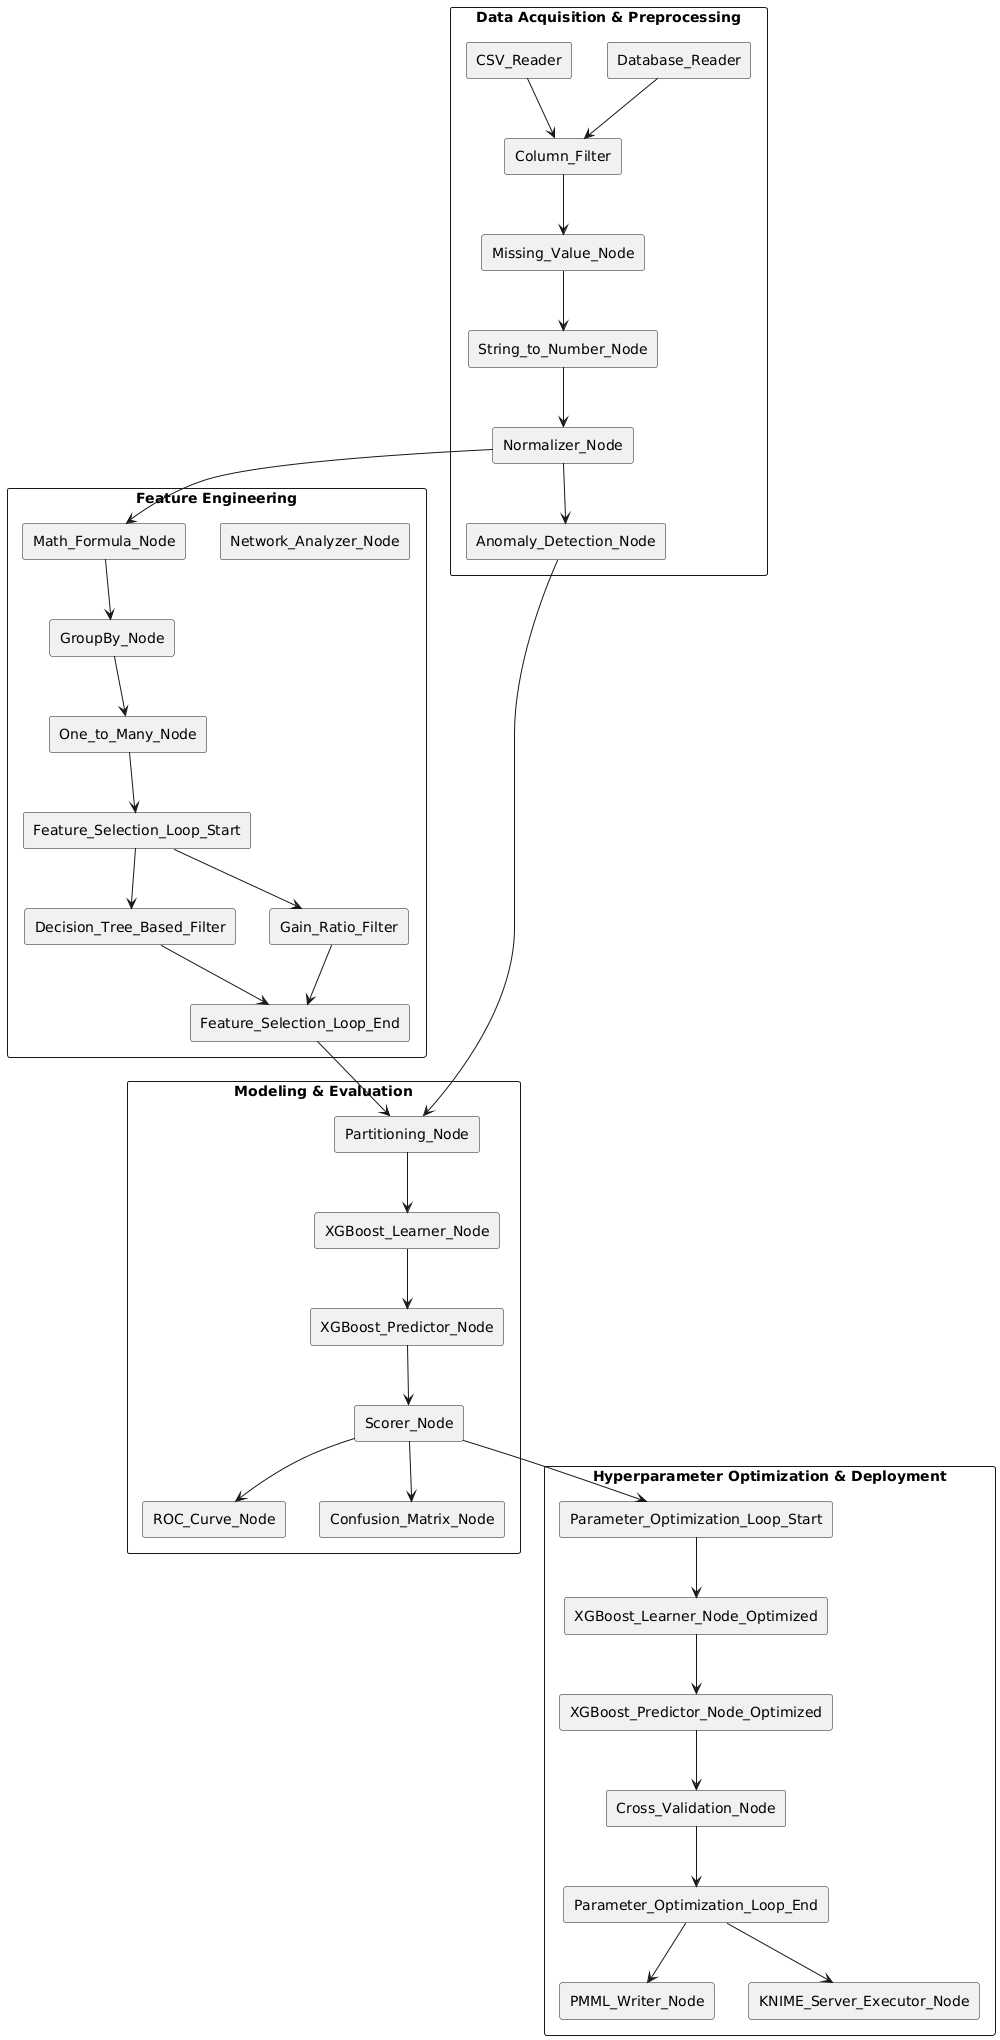 Data Acquisition & Preprocessing
CSV_Reader
Database_Reader
Column_Filter
Missing_Value_Node
String_to_Number_Node
Normalizer_Node
Anomaly_Detection_Node
Feature Engineering
Math_Formula_Node
Network_Analyzer_Node
GroupBy_Node
One_to_Many_Node
Feature_Selection_Loop_Start
Decision_Tree_Based_Filter
Gain_Ratio_Filter
Feature_Selection_Loop_End
Modeling & Evaluation
Partitioning_Node
XGBoost_Learner_Node
XGBoost_Predictor_Node
Scorer_Node
ROC_Curve_Node
Confusion_Matrix_Node
Hyperparameter Optimization & Deployment
Parameter_Optimization_Loop_Start
XGBoost_Learner_Node_Optimized
XGBoost_Predictor_Node_Optimized
Cross_Validation_Node
Parameter_Optimization_Loop_End
PMML_Writer_Node
KNIME_Server_Executor_Node